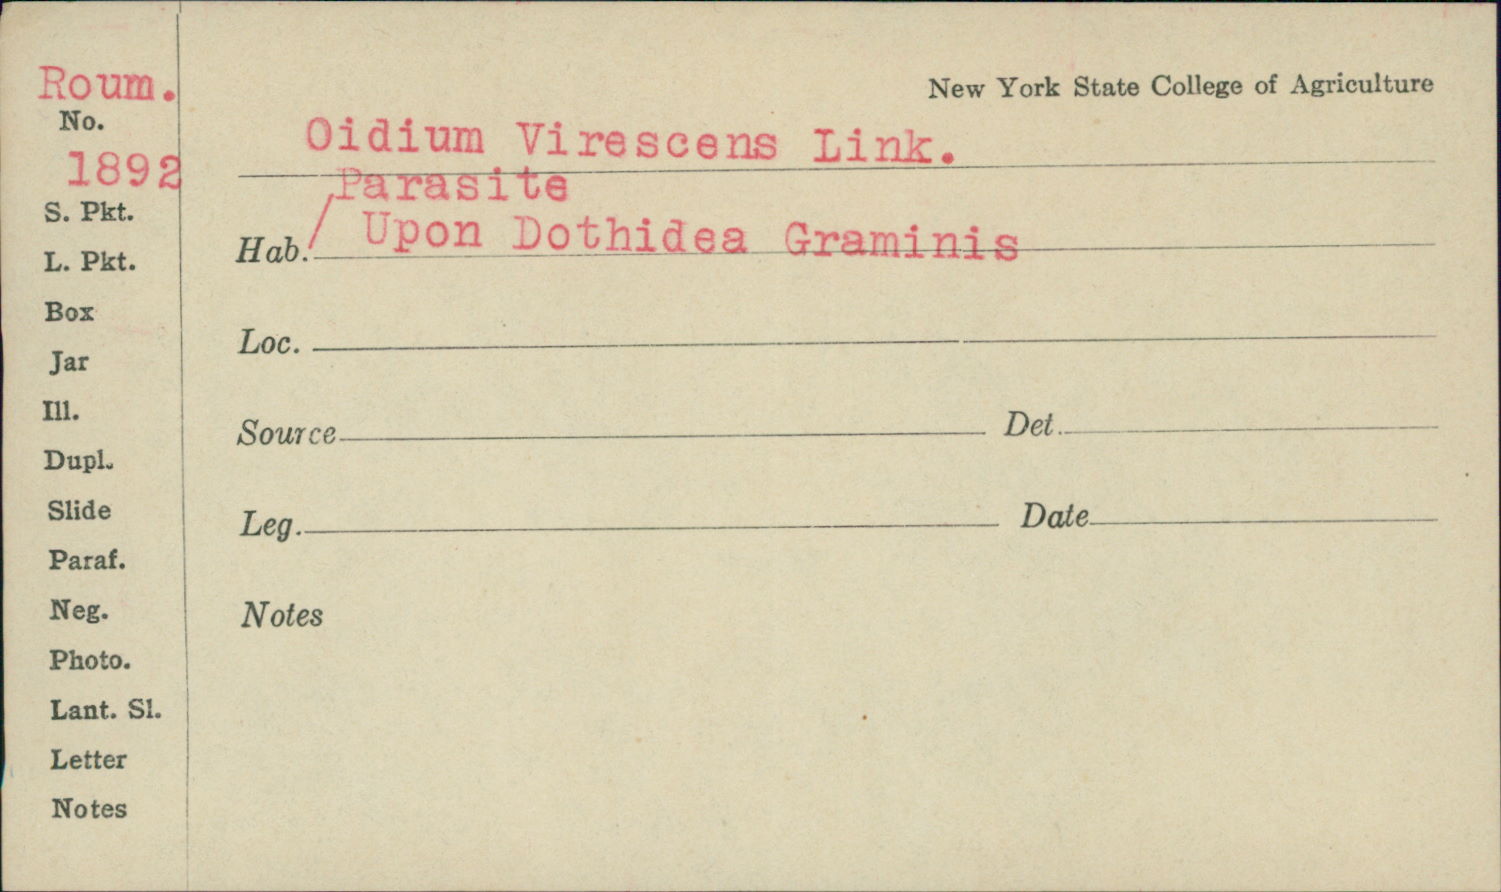 Roum.
No.
1892
S. Pkt.
L. Pkt.
Box
Jar
Ill.
Dupl.
Slide
Paraf.
Neg.
Photo.
Lant. Sl.
Letter
Notes
New York State College of Agriculture
Oidium Virescens Link.
Parasite
Hab. / Upon Dothidea Graminis
Loc.
Source Det.
Leg. Date
Notes